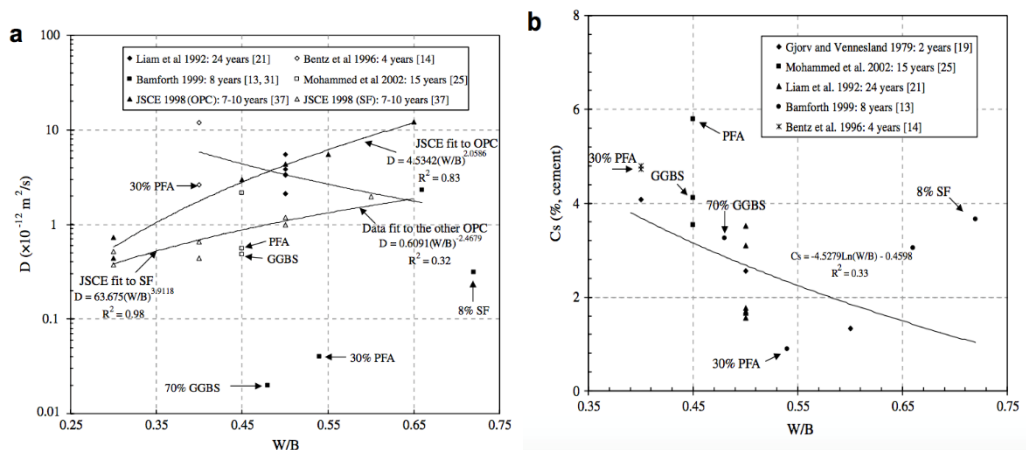 a
Liam et al 1992: 24 years [21]
Bentz et al 1996: 4 years [14]
Bamforth 1999: 8 years [13, 31]
Mohammed et al 2002: 15 years [25]
JSCE 1998 (OPC): 7-10 years [37]
JSCE 1998 (SF): 7-10 years [37]
D (×10⁻¹² m²/s)
100
10
1
0.1
0.01
JSCE fit to OPC
D = 4.5342(W/B)^2.0586
R² = 0.83
30% PFA
Data fit to the other OPC
D = 0.6091(W/B)^-2.4679
R² = 0.32
PFA
GGBS
JSCE fit to SF
D = 63.675(W/B)^3.9118
R² = 0.98
8% SF
30% PFA
70% GGBS
0.25
0.35
0.45
0.55
0.65
0.75
W/B
b
Gjorv and Vennesland 1979: 2 years [19]
Mohammed et al. 2002: 15 years [25]
Liam et al. 1992: 24 years [21]
Bamforth 1999: 8 years [13]
Bentz et al. 1996: 4 years [14]
Cs (%, cement)
8
6
4
2
0
PFA
30% PFA
GGBS
70% GGBS
8% SF
Cs = -4.5279Ln(W/B) - 0.4598
R² = 0.33
30% PFA
0.35
0.45
0.55
0.65
0.75
W/B